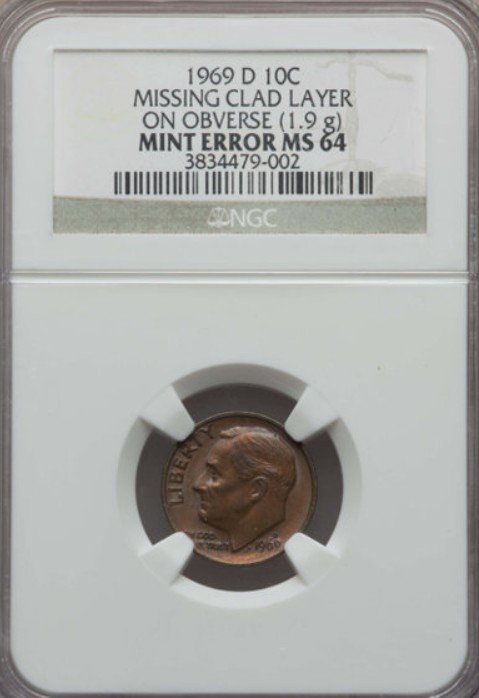 1969 D 10C
MISSING CLAD LAYER
ON OBVERSE (1.9 g)
MINT ERROR MS 64
3834479-002
NGC
LIBERTY
GOD
TRUST
D
1969